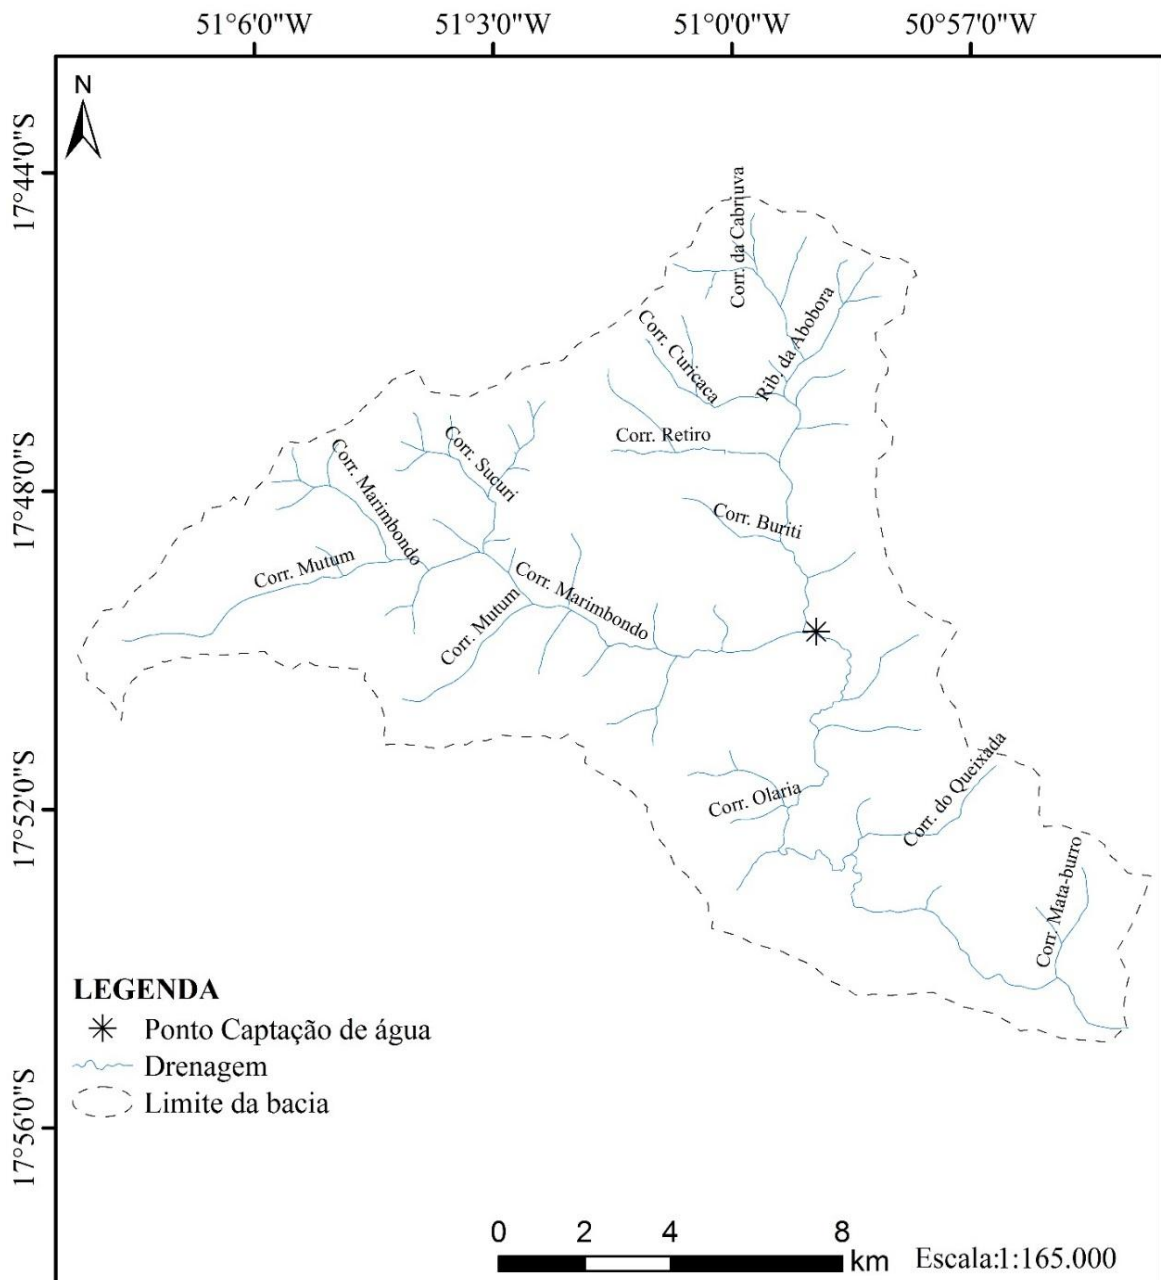 51°6'0"W
51°3'0"W
51°0'0"W
50°57'0"W
N
17°44'0"S
17°48'0"S
17°52'0"S
17°56'0"S
Corr. da Cabriuva
Rib. da Abobora
Corr. Curicaca
Corr. Retiro
Corr. Sucuri
Corr. Marimbondo
Corr. Buriti
Corr. Mutum
Corr. Marimbondo
Corr. Mutum
Corr. do Queixada
Corr. Olaria
Corr. Mata-burro
LEGENDA
Ponto Captação de água
Drenagem
Limite da bacia
0 2 4 8
km
Escala:1:165.000